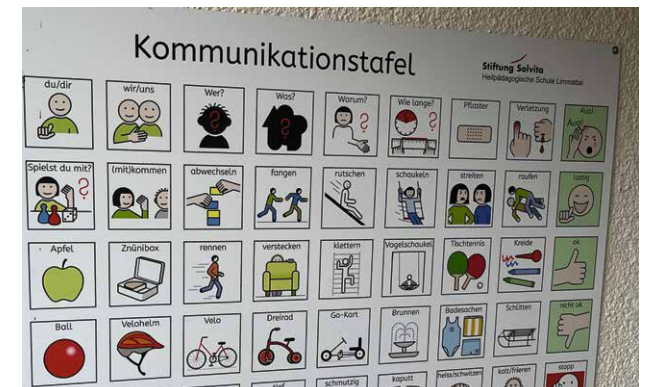 Kommunikationstafel
Stiftung Solvita
Heilpädagogische Schule Limmattal
du/dir wir/uns Wer? Was? Warum? Wie lange? Pflaster Verletzung Aua!
Aua!
Spielst du mit? (mit)kommen abwechseln fangen rutschen schaukeln streiten raufen lustig
Apfel Znünibox rennen verstecken klettern Vogelschaukel Tischtennis Kreide ok
Ball Velohelm Velo Dreirad Go-Kart Brunnen Badesachen Schlitten nicht ok
tief schmutzig kaputt heiss/schwitzen kalt/frieren stopp